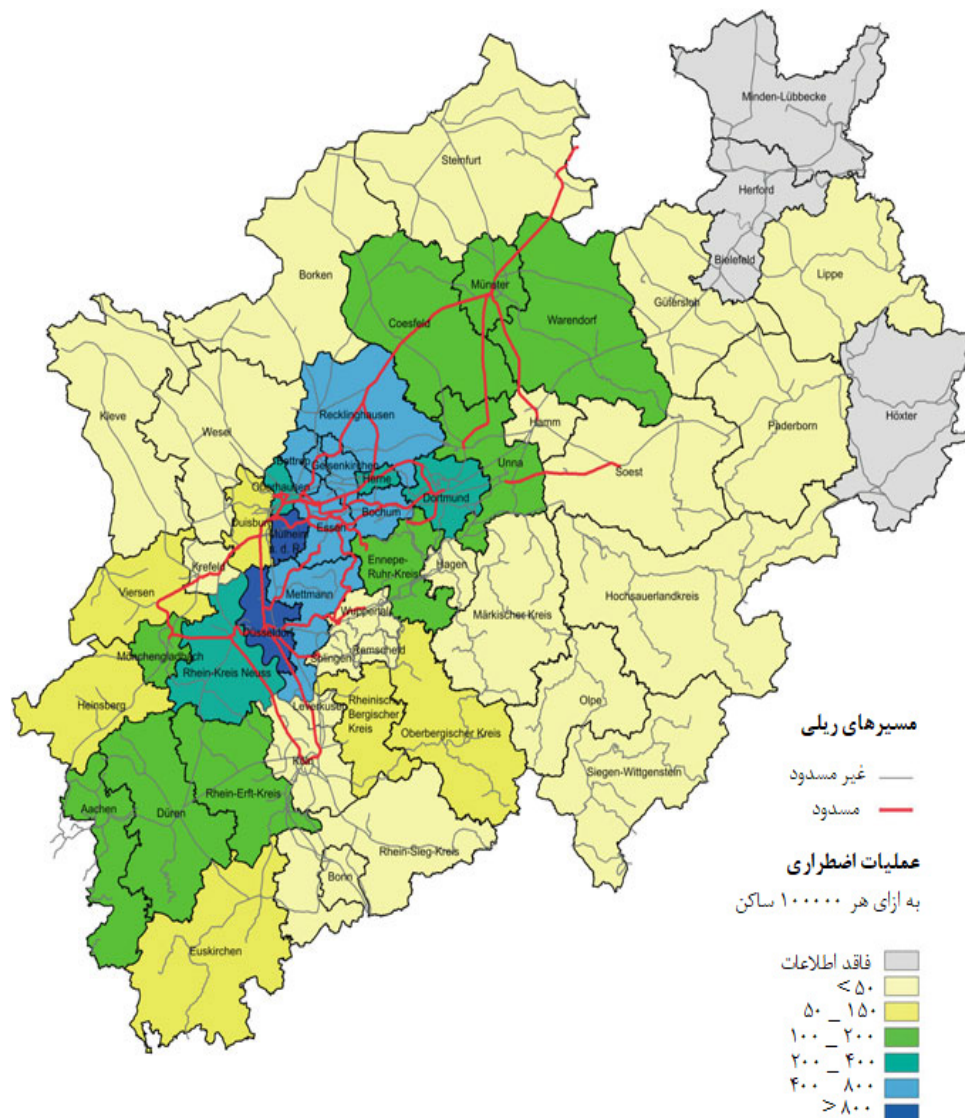 Minden-Lübbecke
Steinfurt
Herford
Bielefeld
Lippe
Borken
Münster
Gütersloh
Coesfeld
Warendorf
Recklinghausen
Kleve
Wesel
Hamm
Paderborn
Höxter
Bottrop
Gelsenkirchen
Unna
Soest
Herne
Oberhausen
Dortmund
Duisburg
Bochum
Essen
Mülheim
a. d. R.
Krefeld
Ennepe-
Ruhr-Kreis
Hagen
Viersen
Mettmann
Hochsauerlandkreis
Wuppertal
Märkischer Kreis
Düsseldorf
Remscheid
Mönchengladbach
Solingen
Rhein-Kreis Neuss
Heinsberg
Leverkusen
Rheinisch
Bergischer
Kreis
Olpe
Oberbergischer Kreis
Köln
Siegen-Wittgenstein
Rhein-Erft-Kreis
Aachen
Düren
Rhein-Sieg-Kreis
Bonn
Euskirchen
مسیرهای ریلی
غیر مسدود
مسدود
عملیات اضطراری
به ازای هر ۱۰۰۰۰۰ ساکن
فاقد اطلاعات
< ۵۰
۵۰ _ ۱۵۰
۱۰۰ _ ۲۰۰
۲۰۰ _ ۴۰۰
۴۰۰ _ ۸۰۰
> ۸۰۰